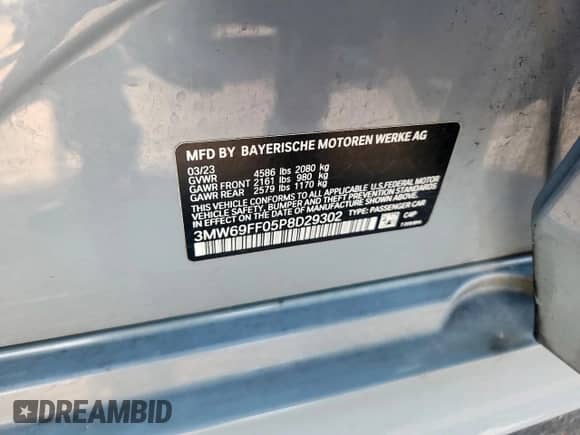 MFD BY BAYERISCHE MOTOREN WERKE AG
03/23
GVWR 4586 lbs 2080 kg
GAWR FRONT 2161 lbs 980 kg
GAWR REAR 2579 lbs 1170 kg
THIS VEHICLE CONFORMS TO ALL APPLICABLE U.S.FEDERAL MOTOR
VEHICLE SAFETY, BUMPER AND THEFT PREVENTION STANDARDS
IN EFFECT ON THE DATE OF MANUFACTURE SHOWN ABOVE.
3MW69FF05P8D29302 TYPE: PASSENGER CAR
C4P
DREAMBID